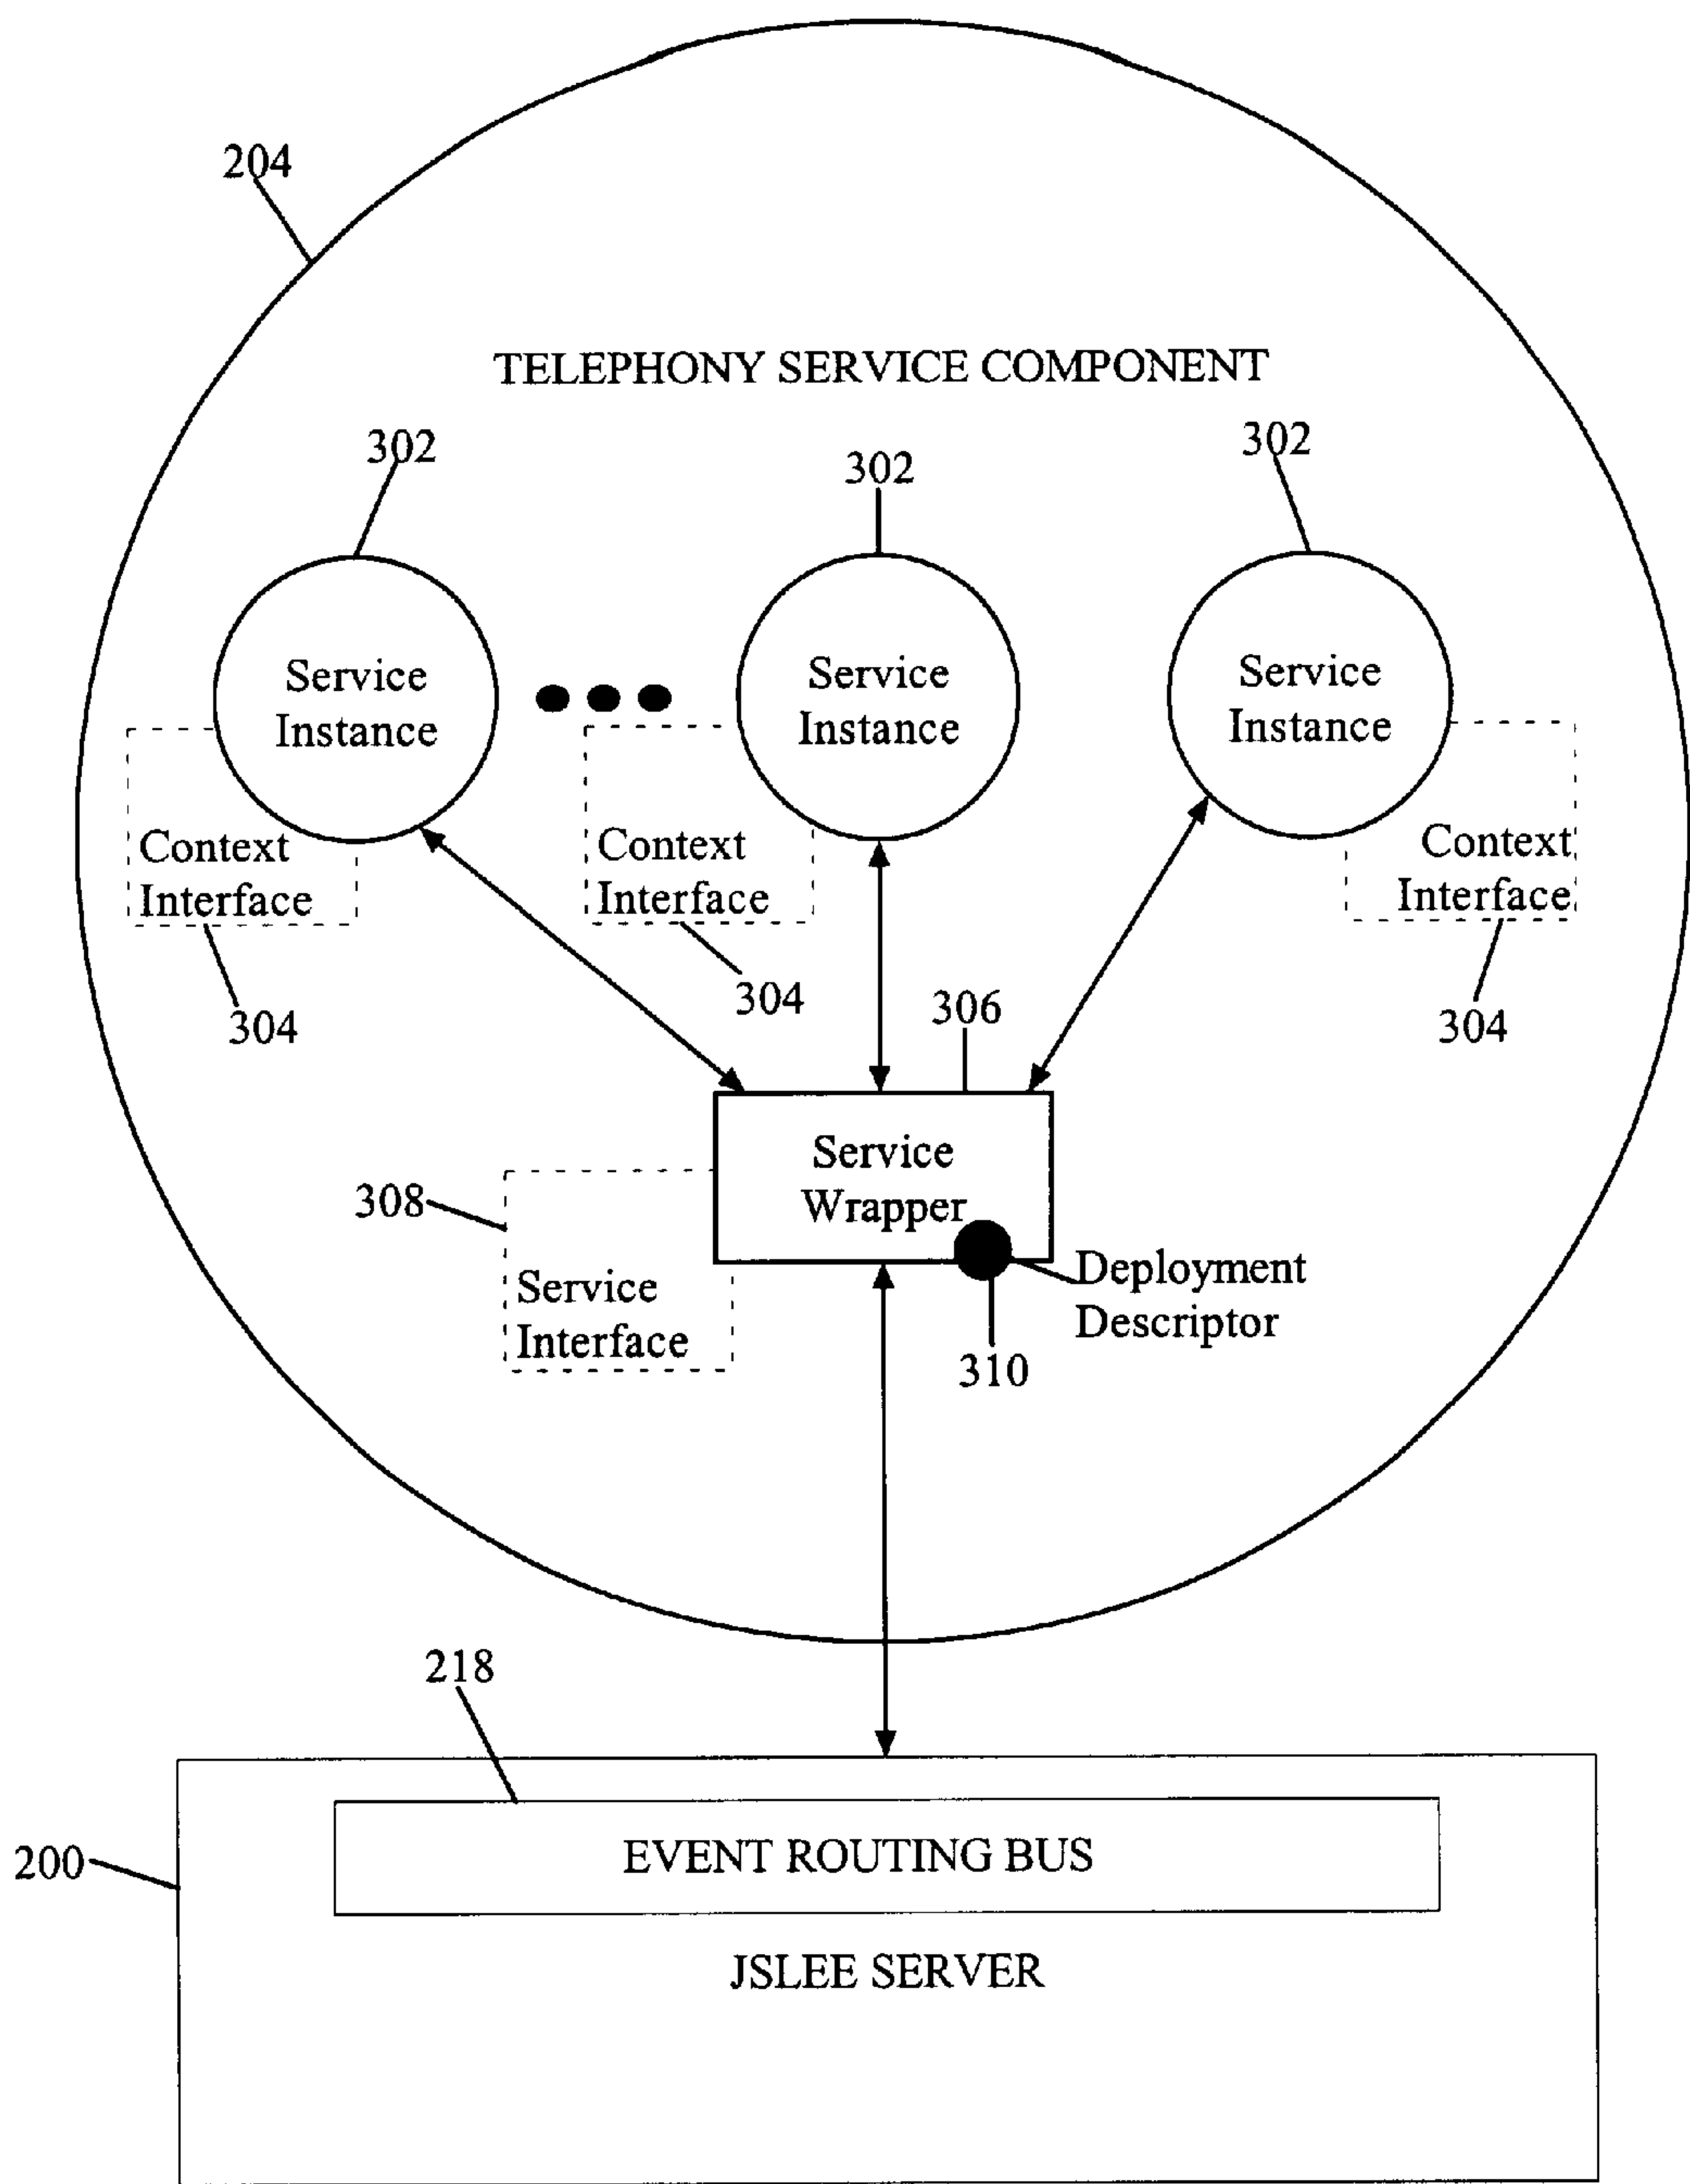 204
TELEPHONY SERVICE COMPONENT
302
302
302
Service
Instance
Service
Instance
Service
Instance
Context
Interface
Context
Interface
Context
Interface
304
304
304
306
Service
Wrapper
308
Service
Interface
Deployment
Descriptor
310
218
200
EVENT ROUTING BUS
JSLEE SERVER